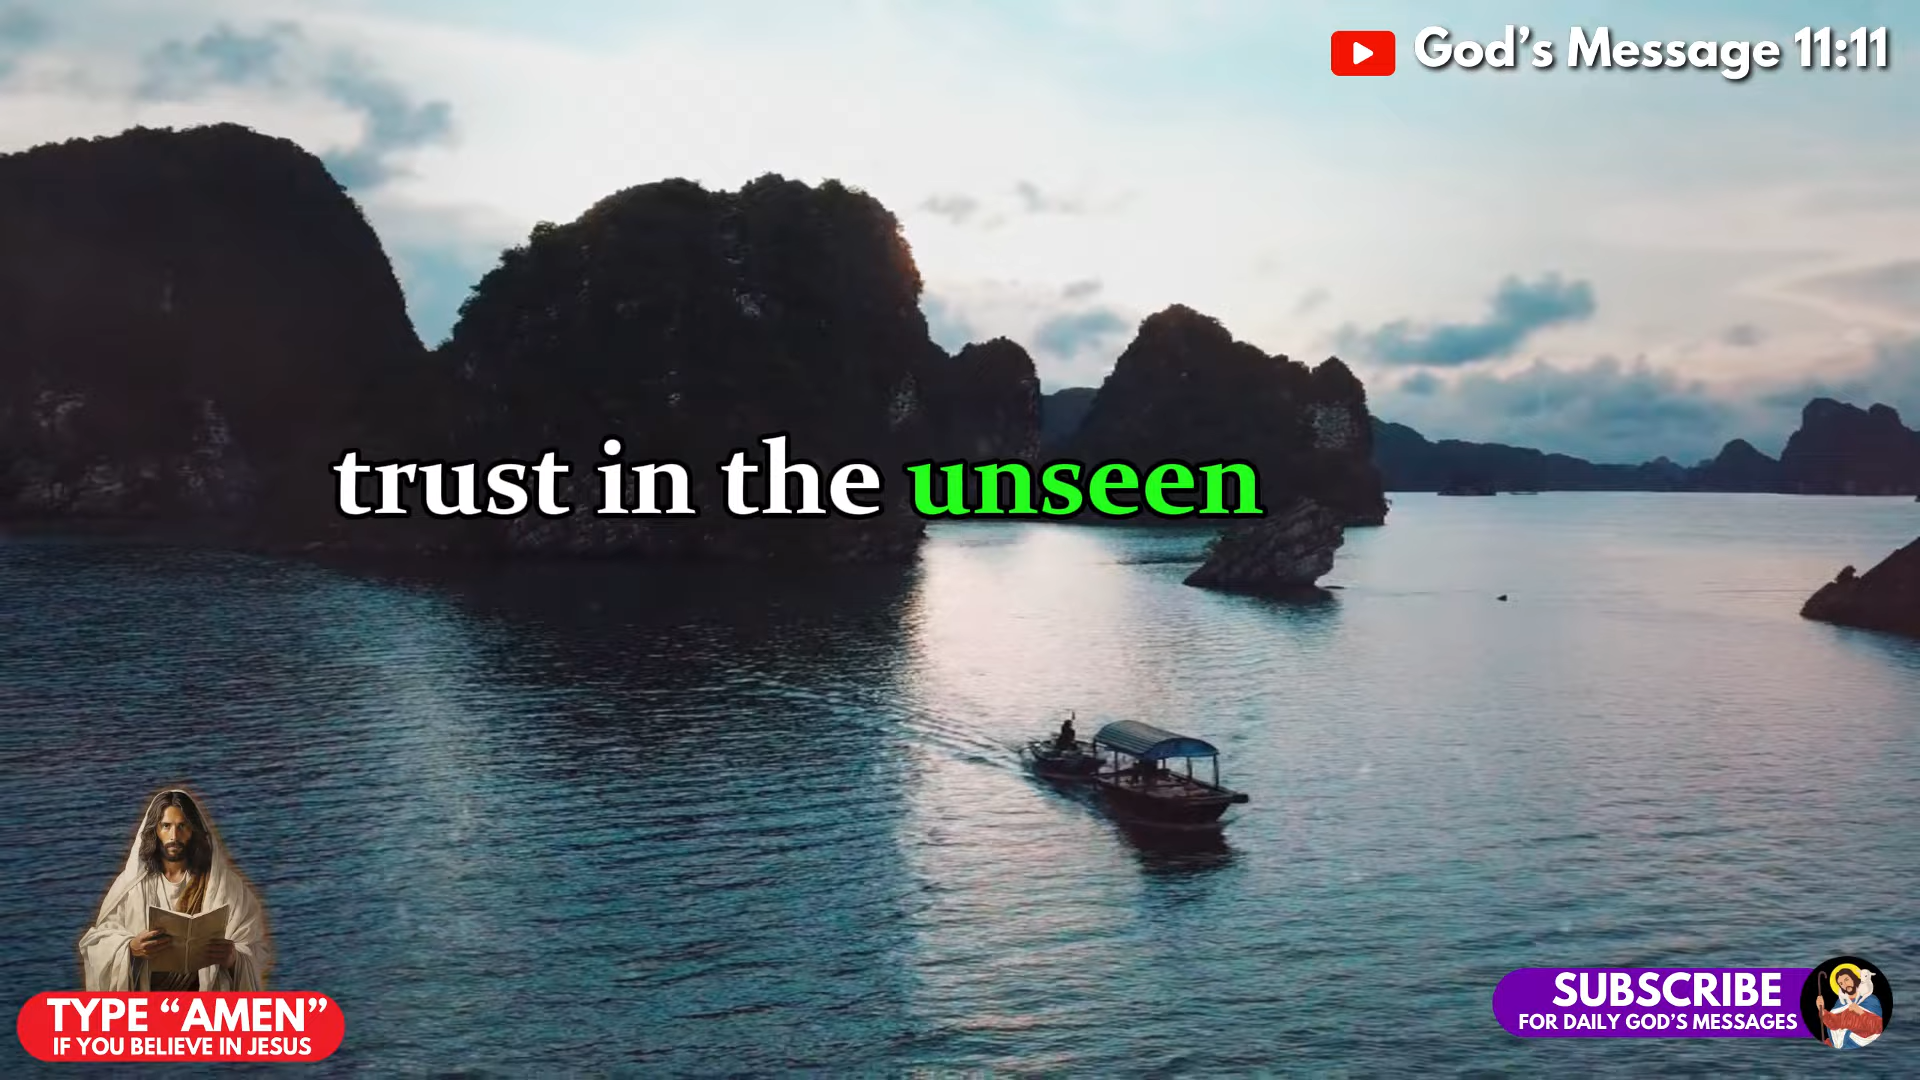 God's Message 11:11
trust in the unseen
TYPE “AMEN”
IF YOU BELIEVE IN JESUS
SUBSCRIBE
FOR DAILY GOD'S MESSAGES